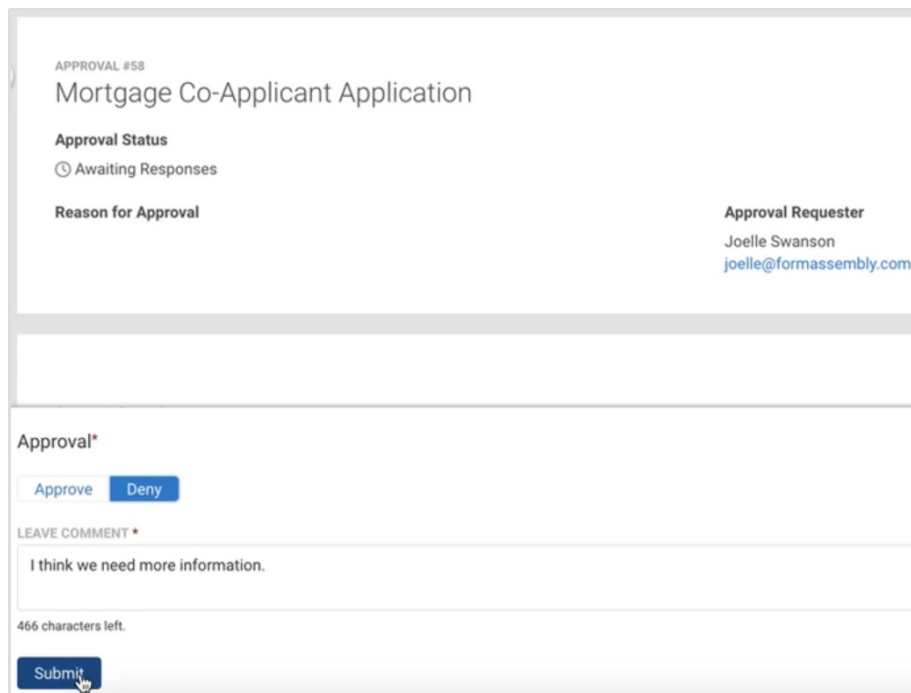 APPROVAL #58
Mortgage Co-Applicant Application
Approval Status
Awaiting Responses
Reason for Approval
Approval Requester
Joelle Swanson
joelle@formassembly.com
Approval*
Approve Deny
LEAVE COMMENT *
I think we need more information.
466 characters left.
Submit